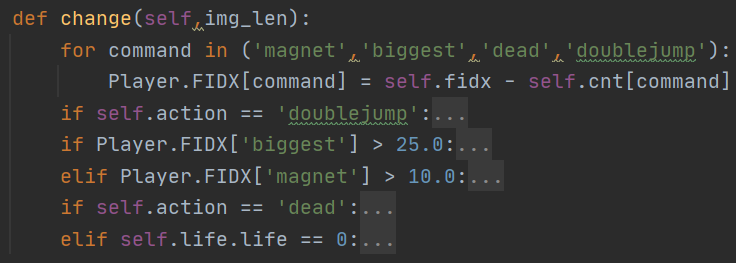 def change(self,img_len):
    for command in ('magnet','biggest','dead','doublejump'):
        Player.FIDX[command] = self.fidx - self.cnt[command]
    if self.action == 'doublejump':...
    if Player.FIDX['biggest'] > 25.0:...
    elif Player.FIDX['magnet'] > 10.0:...
    if self.action == 'dead':...
    elif self.life.life == 0:...